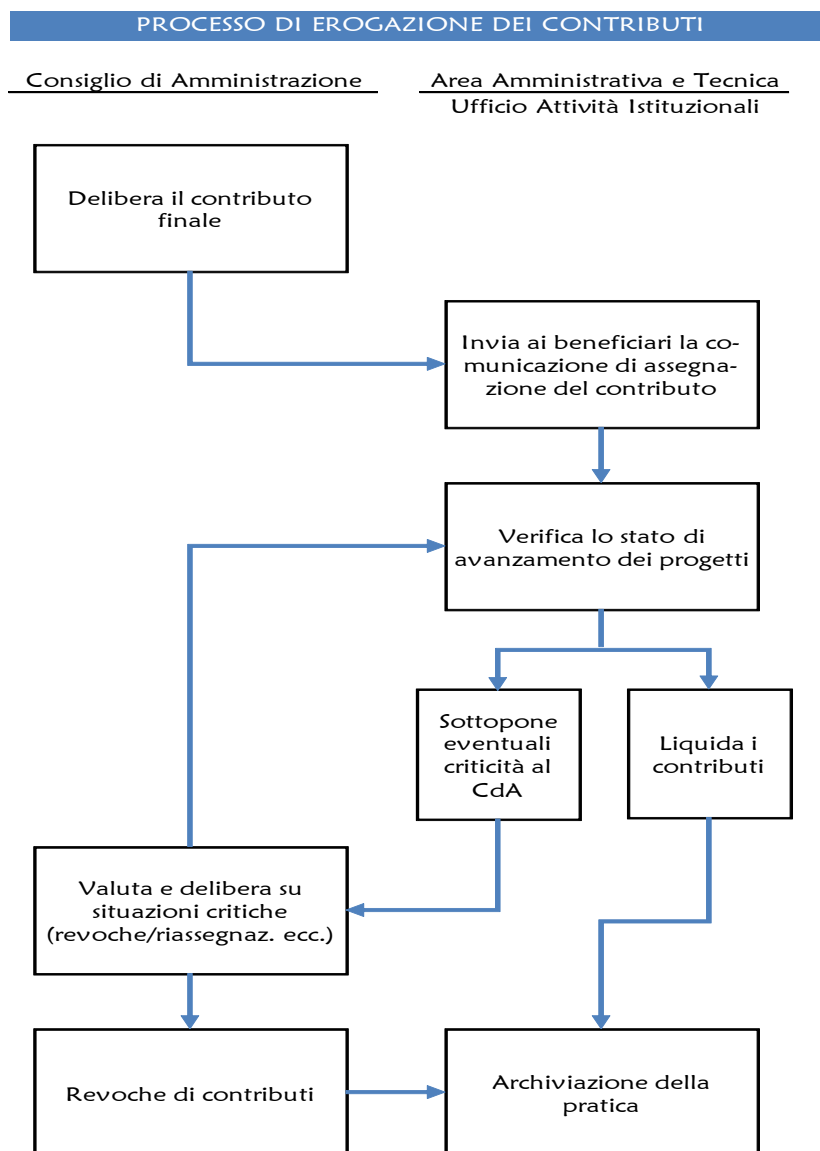 PROCESSO DI EROGAZIONE DEI CONTRIBUTI
Consiglio di Amministrazione
Area Amministrativa e Tecnica
Ufficio Attività Istituzionali
Delibera il contributo
finale
Invia ai beneficiari la co-
municazione di assegna-
zione del contributo
Verifica lo stato di
avanzamento dei progetti
Sottopone
eventuali
criticità al
CdA
Liquida i
contributi
Valuta e delibera su
situazioni critiche
(revoche/riassegnaz. ecc.)
Revoche di contributi
Archiviazione della
pratica